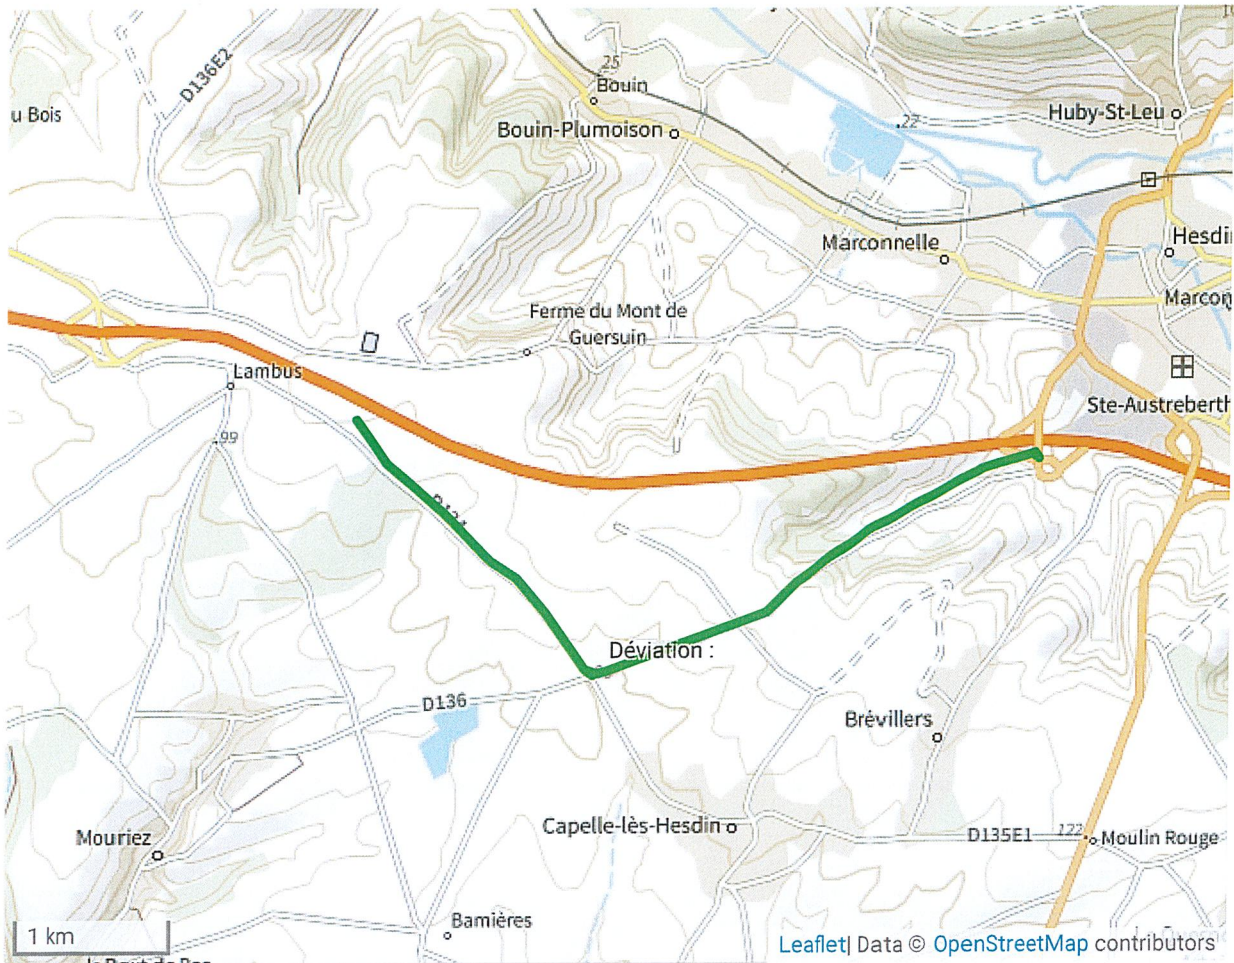 D136E2
25
Bouin
u Bois
Huby-St-Leu
Bouin-Plumoison
22
Marconnelle
Hesdi
Marcon
Ferme du Mont de
Guersuin
Lambus
Ste-Austreberth
99
Déviation :
D136
Brévillers
Capelle-lès-Hesdin
D135E1
122
Moulin Rouge
Mouriez
Bamières
1 km
Leaflet| Data © OpenStreetMap contributors